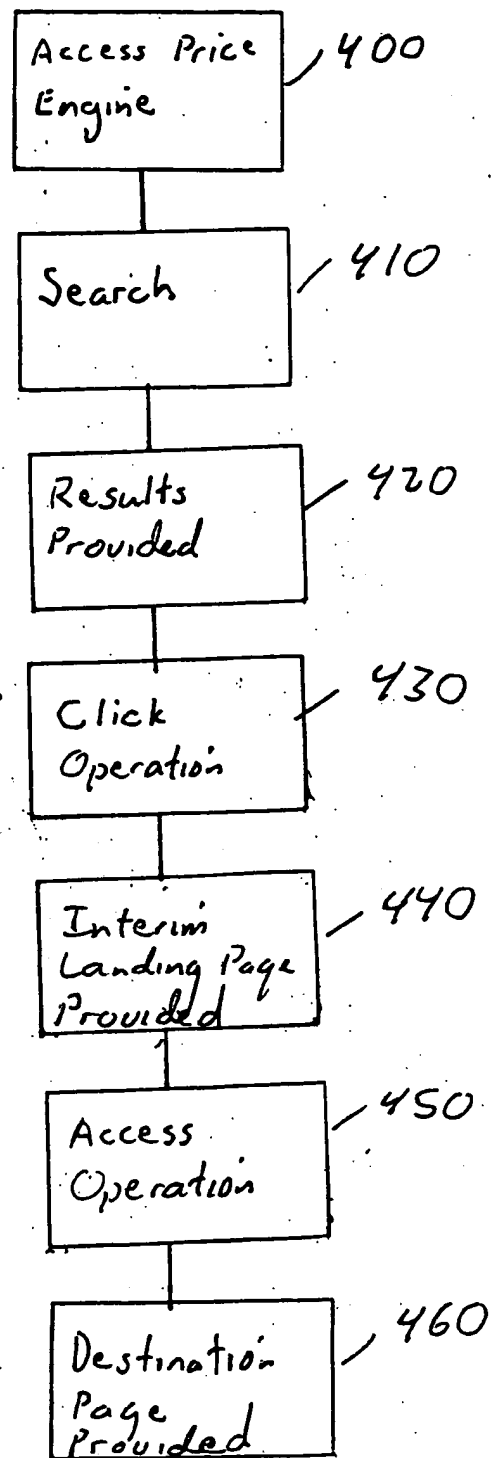 Access Price
Engine
400
Search
410
Results
Provided
420
Click
Operation
430
Interim
Landing Page
Provided
440
Access
Operation
450
Destination
Page
Provided
460